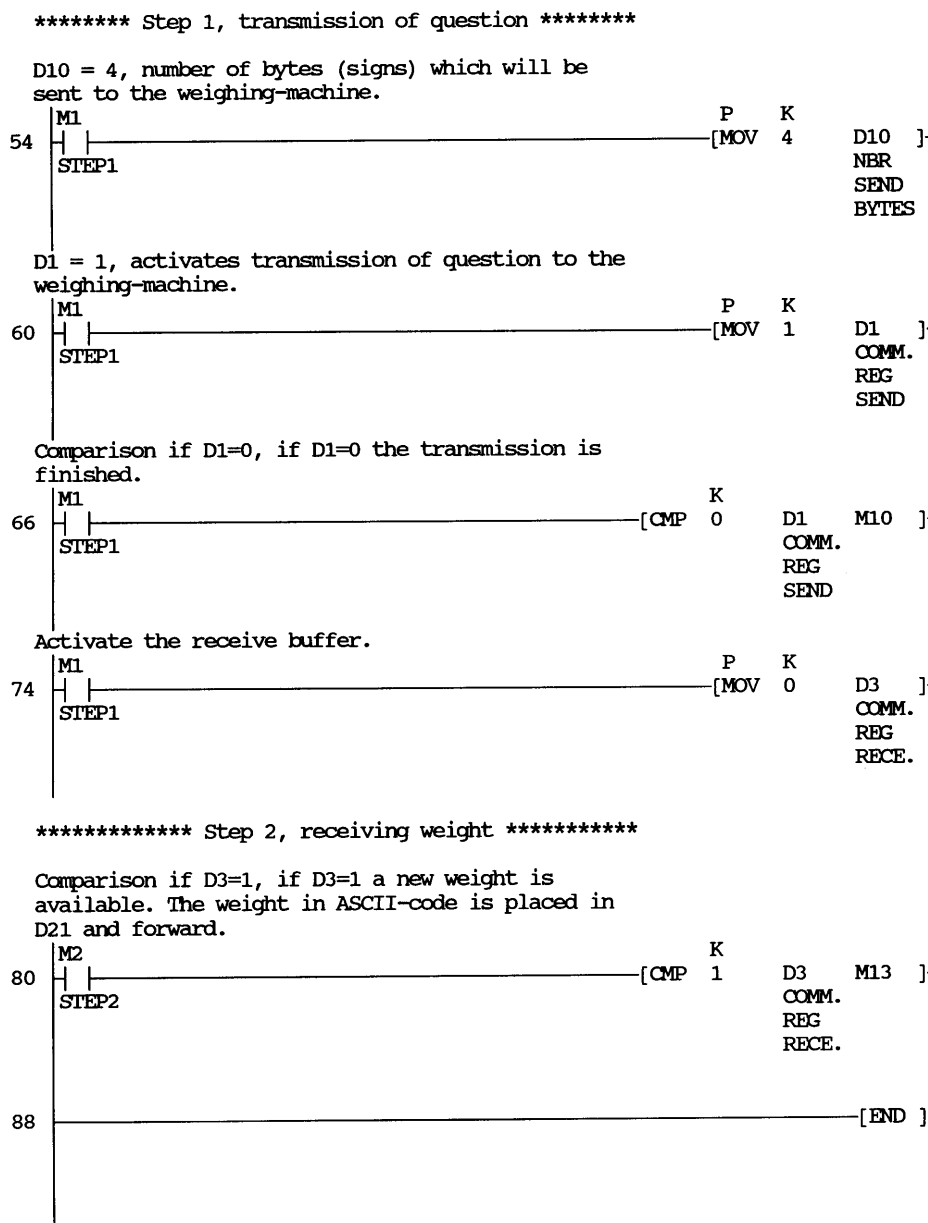 ******** Step 1, transmission of question ********
D10 = 4, number of bytes (signs) which will be
sent to the weighing-machine.
M1 P K
54 [MOV 4 D10 ]
STEP1 NBR
SEND
BYTES
D1 = 1, activates transmission of question to the
weighing-machine.
M1 P K
60 [MOV 1 D1 ]
STEP1 COMM.
REG
SEND
Comparison if D1=0, if D1=0 the transmission is
finished.
M1 K
66 [CMP 0 D1 M10 ]
STEP1 COMM.
REG
SEND
Activate the receive buffer.
M1 P K
74 [MOV 0 D3 ]
STEP1 COMM.
REG
RECE.
************* Step 2, receiving weight ***********
Comparison if D3=1, if D3=1 a new weight is
available. The weight in ASCII-code is placed in
D21 and forward.
M2 K
80 [CMP 1 D3 M13 ]
STEP2 COMM.
REG
RECE.
88 [END ]